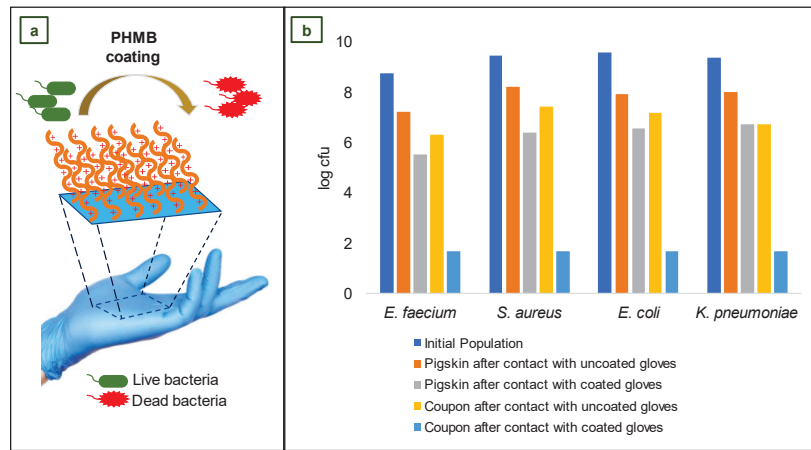 a
PHMB
coating
Live bacteria
Dead bacteria
b
log cfu
10
8
6
4
2
0
E. faecium
S. aureus
E. coli
K. pneumoniae
Initial Population
Pigskin after contact with uncoated gloves
Pigskin after contact with coated gloves
Coupon after contact with uncoated gloves
Coupon after contact with coated gloves